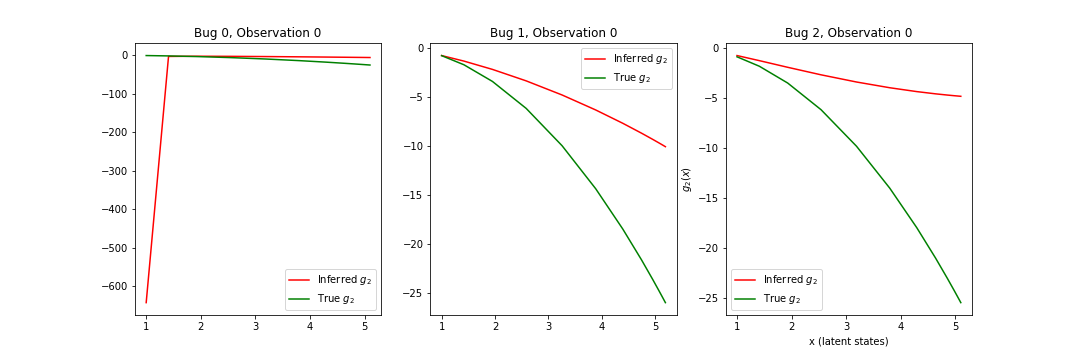 Bug 0, Observation 0
0
−100
−200
−300
−400
−500
−600
1 2 3 4 5
Inferred g₂
True g₂
Bug 1, Observation 0
0
−5
−10
−15
−20
−25
1 2 3 4 5
Inferred g₂
True g₂
Bug 2, Observation 0
g₂(x)
0
−5
−10
−15
−20
−25
1 2 3 4 5
x (latent states)
Inferred g₂
True g₂